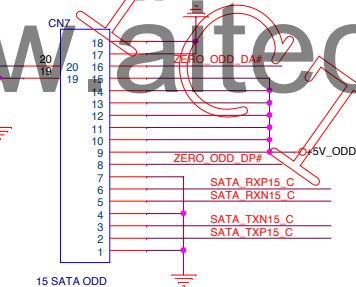 CN7
18
17
ZERO_ODD_DA#
20
20
16
19
19
15
14
13
12
11
10
9
+5V_ODD
ZERO_ODD_DP#
8
7
SATA_RXP15_C
6
SATA_RXN15_C
5
4
SATA_TXN15_C
3
SATA_TXP15_C
2
1
15 SATA ODD